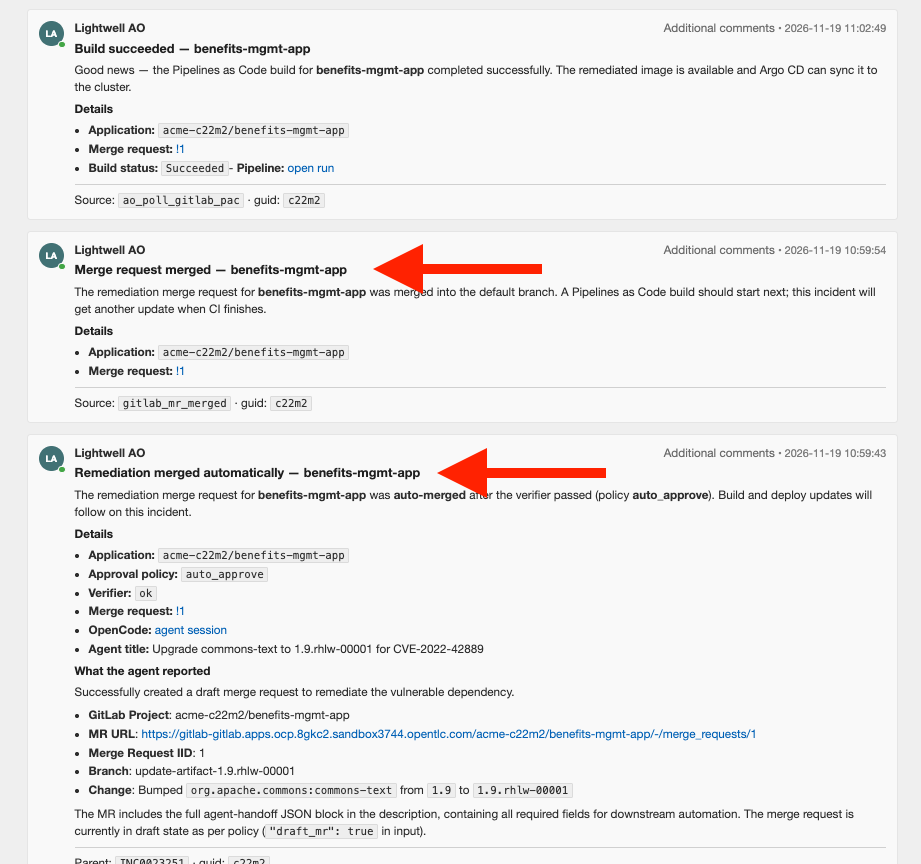 LA
Lightwell AO
Additional comments • 2026-11-19 11:02:49
Build succeeded — benefits-mgmt-app
Good news — the Pipelines as Code build for benefits-mgmt-app completed successfully. The remediated image is available and Argo CD can sync it to
the cluster.
Details
• Application: acme-c22m2/benefits-mgmt-app
• Merge request: !1
• Build status: Succeeded - Pipeline: open run
Source: ao_poll_gitlab_pac · guid: c22m2
LA
Lightwell AO
Additional comments • 2026-11-19 10:59:54
Merge request merged — benefits-mgmt-app
The remediation merge request for benefits-mgmt-app was merged into the default branch. A Pipelines as Code build should start next; this incident will
get another update when CI finishes.
Details
• Application: acme-c22m2/benefits-mgmt-app
• Merge request: !1
Source: gitlab_mr_merged · guid: c22m2
LA
Lightwell AO
Additional comments • 2026-11-19 10:59:43
Remediation merged automatically — benefits-mgmt-app
The remediation merge request for benefits-mgmt-app was auto-merged after the verifier passed (policy auto_approve). Build and deploy updates will
follow on this incident.
Details
• Application: acme-c22m2/benefits-mgmt-app
• Approval policy: auto_approve
• Verifier: ok
• Merge request: !1
• OpenCode: agent session
• Agent title: Upgrade commons-text to 1.9.rhlw-00001 for CVE-2022-42889
What the agent reported
Successfully created a draft merge request to remediate the vulnerable dependency.
• GitLab Project: acme-c22m2/benefits-mgmt-app
• MR URL: https://gitlab-gitlab.apps.ocp.8gkc2.sandbox3744.opentlc.com/acme-c22m2/benefits-mgmt-app/-/merge_requests/1
• Merge Request IID: 1
• Branch: update-artifact-1.9.rhlw-00001
• Change: Bumped org.apache.commons:commons-text from 1.9 to 1.9.rhlw-00001
The MR includes the full agent-handoff JSON block in the description, containing all required fields for downstream automation. The merge request is
currently in draft state as per policy ("draft_mr": true in input).
Parent: INC0023251 · guid: c22m2